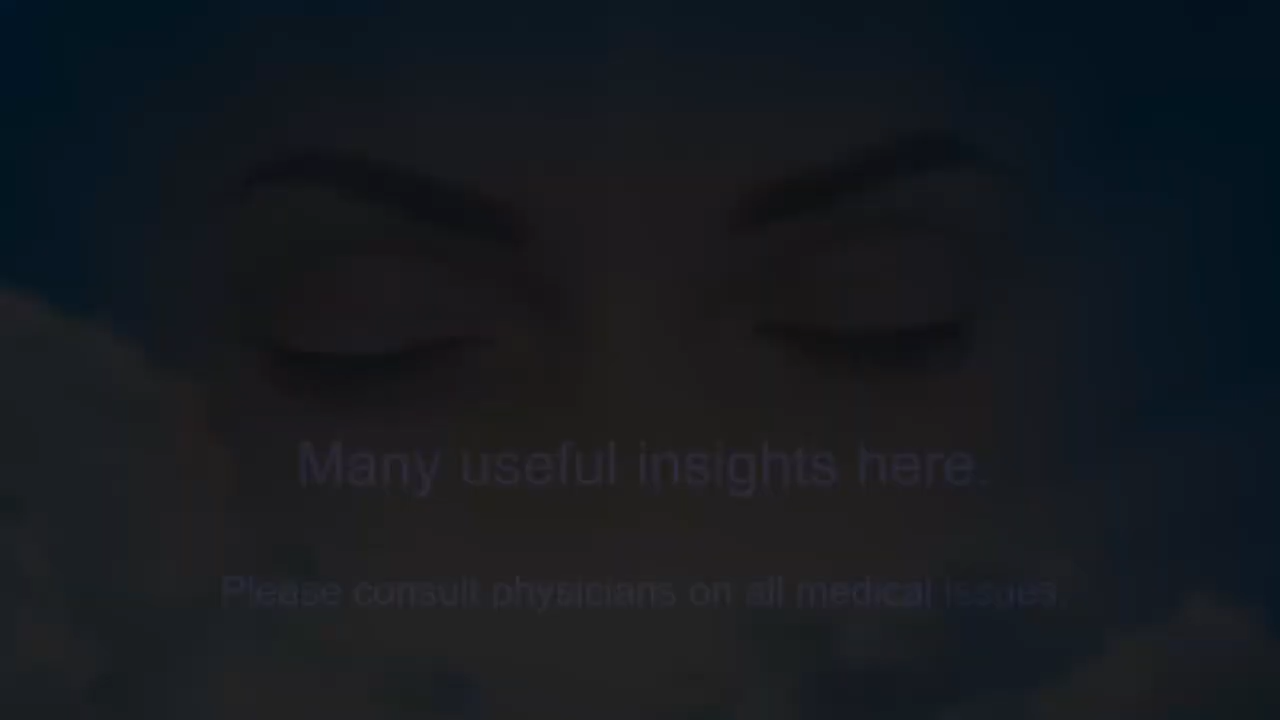 Many useful insights here.
Please consult physicians on all medical issues.